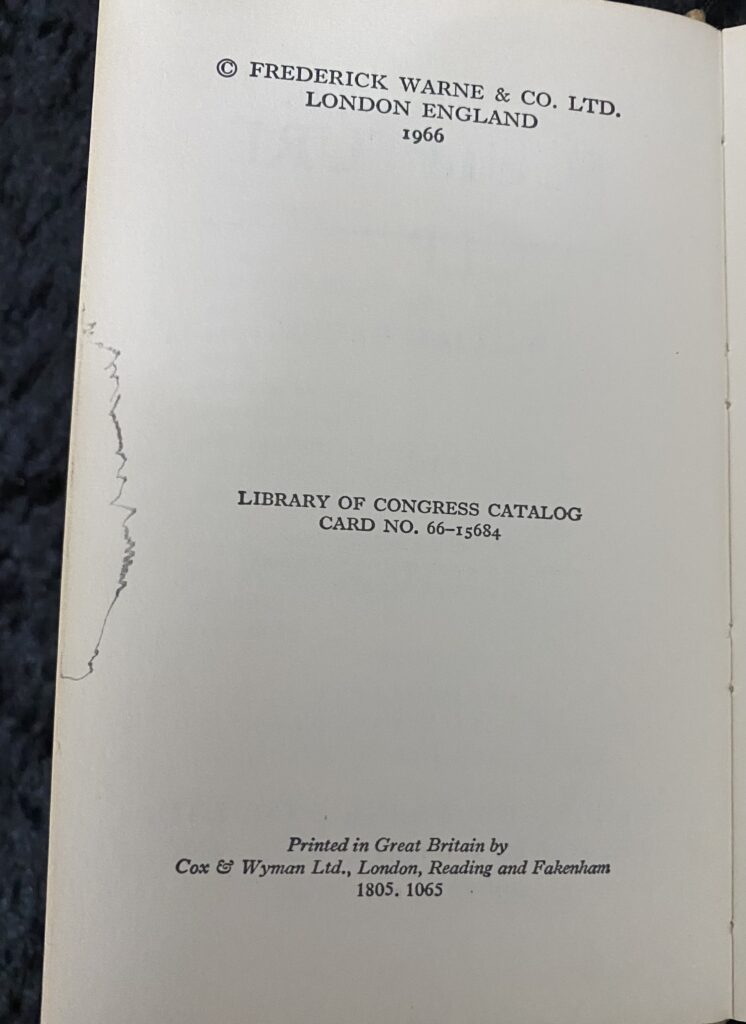 © FREDERICK WARNE & CO. LTD.
LONDON ENGLAND
1966
LIBRARY OF CONGRESS CATALOG
CARD NO. 66–15684
Printed in Great Britain by
Cox & Wyman Ltd., London, Reading and Fakenham
1805. 1065